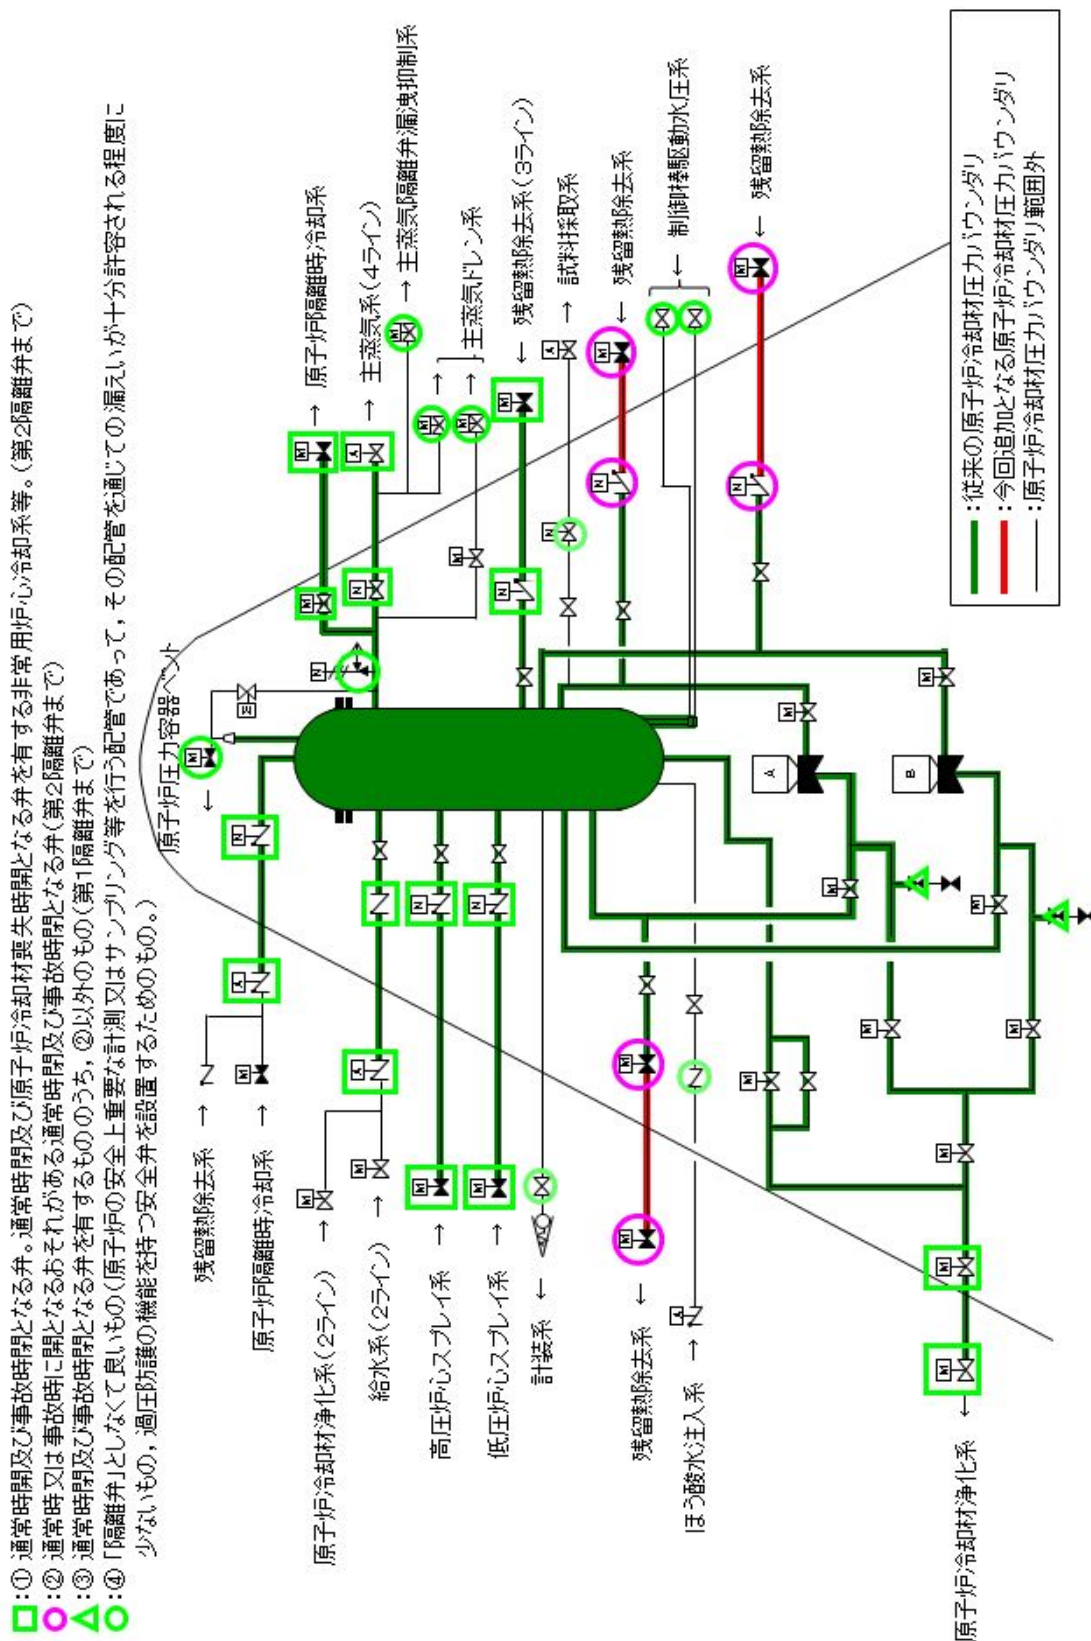 □:① 通常時開及び事故時閉となる弁。通常時閉及び原子炉冷却材喪失時開となる弁を有する非常用炉心冷却系等。(第2隔離弁まで)
○:② 通常時又は事故時に開となるおそれがある通常時閉及び事故時閉となる弁(第2隔離弁まで)
△:③ 通常時閉及び事故時閉となる弁を有するもののうち,②以外のもの(第1隔離弁まで)
○:④ 「隔離弁」としなくて良いもの(原子炉の安全上重要な計測又はサンプリング等を行う配管であって,その配管を通じての漏えいが十分許容される程度に
少ないもの,過圧防護の機能を持つ安全弁を設置するためのもの。)
原子炉圧力容器ベント
残留熱除去系 →
原子炉隔離時冷却系 →
原子炉冷却材浄化系(2ライン) →
給水系(2ライン) →
高圧炉心スプレイ系 →
低圧炉心スプレイ系 →
計装系 ←
残留熱除去系 ←
ほう酸水注入系 →
原子炉冷却材浄化系 ←
→ 原子炉隔離時冷却系
→ 主蒸気系(4ライン)
→ 主蒸気隔離弁漏洩抑制系
→ 主蒸気ドレン系
← 残留熱除去系(3ライン)
→ 試料採取系
← 残留熱除去系
← 制御棒駆動水圧系
← 残留熱除去系
A
B
:従来の原子炉冷却材圧力バウンダリ
:今回追加となる原子炉冷却材圧力バウンダリ
:原子炉冷却材圧力バウンダリ範囲外